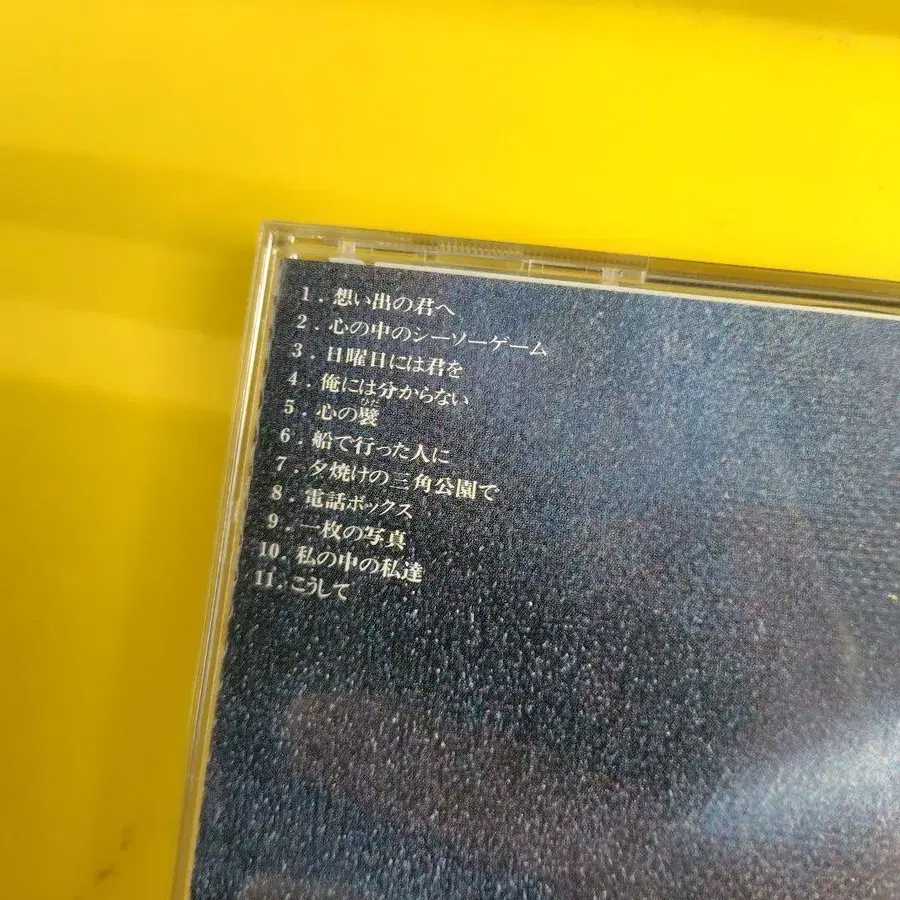 1. 想い出の君へ
2. 心の中のシーソーゲーム
3. 日曜日には君を
4. 俺には分からない
5. 心の襞
ひだ
6. 船で行った人に
7. 夕焼けの三角公園で
8. 電話ボックス
9. 一枚の写真
10. 私の中の私達
11. こうして